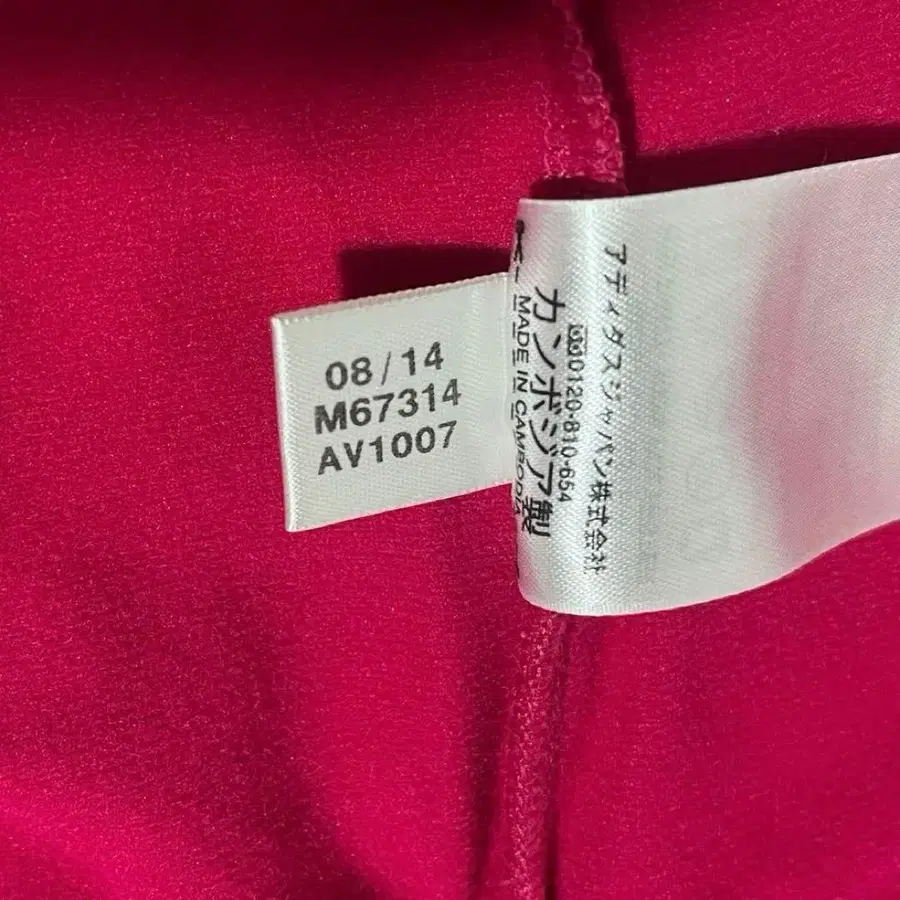 08/14
M67314
AV1007
アディダスジャパン株式会社
0120-810-654
カンボジア製
MADE IN CAMBODIA